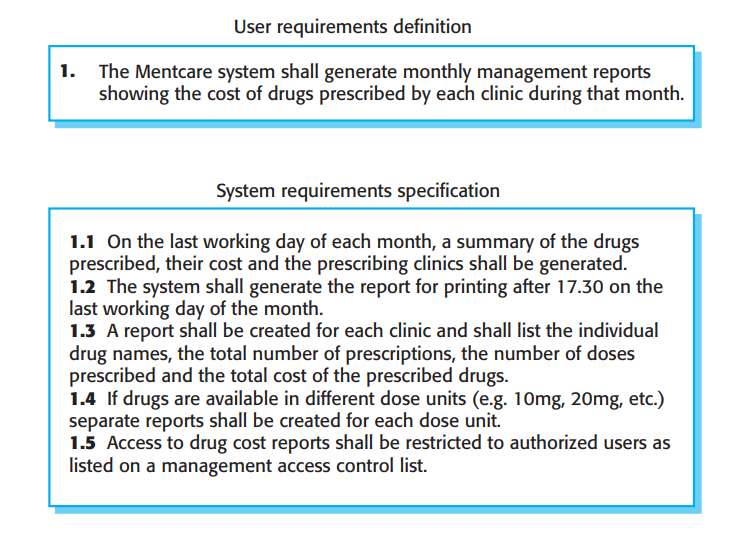 User requirements definition
1. The Mentcare system shall generate monthly management reports
showing the cost of drugs prescribed by each clinic during that month.
System requirements specification
1.1 On the last working day of each month, a summary of the drugs
prescribed, their cost and the prescribing clinics shall be generated.
1.2 The system shall generate the report for printing after 17.30 on the
last working day of the month.
1.3 A report shall be created for each clinic and shall list the individual
drug names, the total number of prescriptions, the number of doses
prescribed and the total cost of the prescribed drugs.
1.4 If drugs are available in different dose units (e.g. 10mg, 20mg, etc.)
separate reports shall be created for each dose unit.
1.5 Access to drug cost reports shall be restricted to authorized users as
listed on a management access control list.